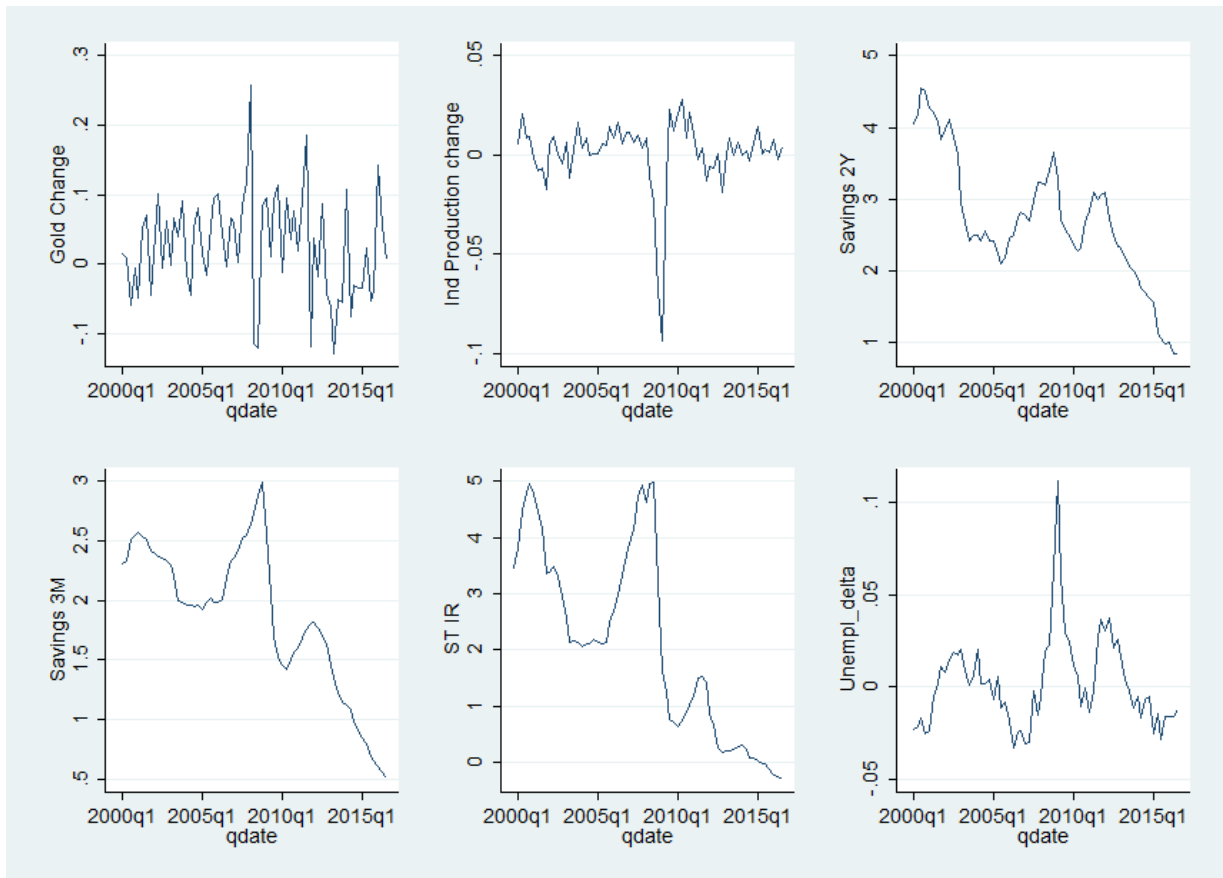 Gold Change
.3
.2
.1
0
-.1
2000q1 2005q1 2010q1 2015q1
qdate
Ind Production change
.05
0
-.05
-.1
2000q1 2005q1 2010q1 2015q1
qdate
Savings 2Y
5
4
3
2
1
2000q1 2005q1 2010q1 2015q1
qdate
Savings 3M
3
2.5
2
1.5
1
.5
2000q1 2005q1 2010q1 2015q1
qdate
ST IR
5
4
3
2
1
0
2000q1 2005q1 2010q1 2015q1
qdate
Unempl_delta
.1
.05
0
-.05
2000q1 2005q1 2010q1 2015q1
qdate